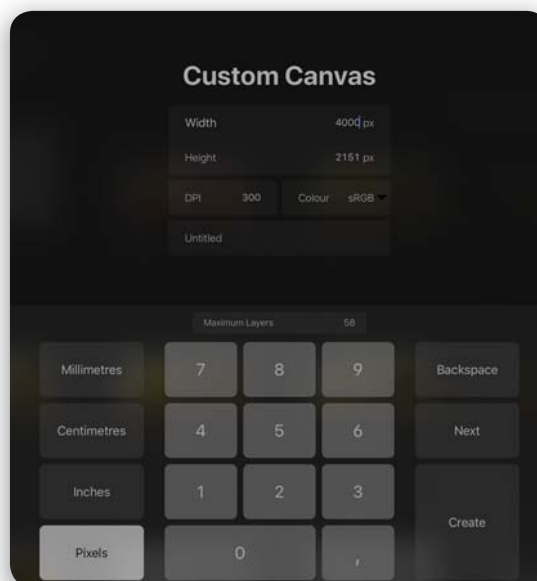 Custom Canvas
Width 4000 px
Height 2151 px
DPI 300 Colour sRGB
Untitled
Maximum Layers 58
Millimetres 7 8 9 Backspace
Centimetres 4 5 6 Next
Inches 1 2 3
Create
Pixels 0 ,